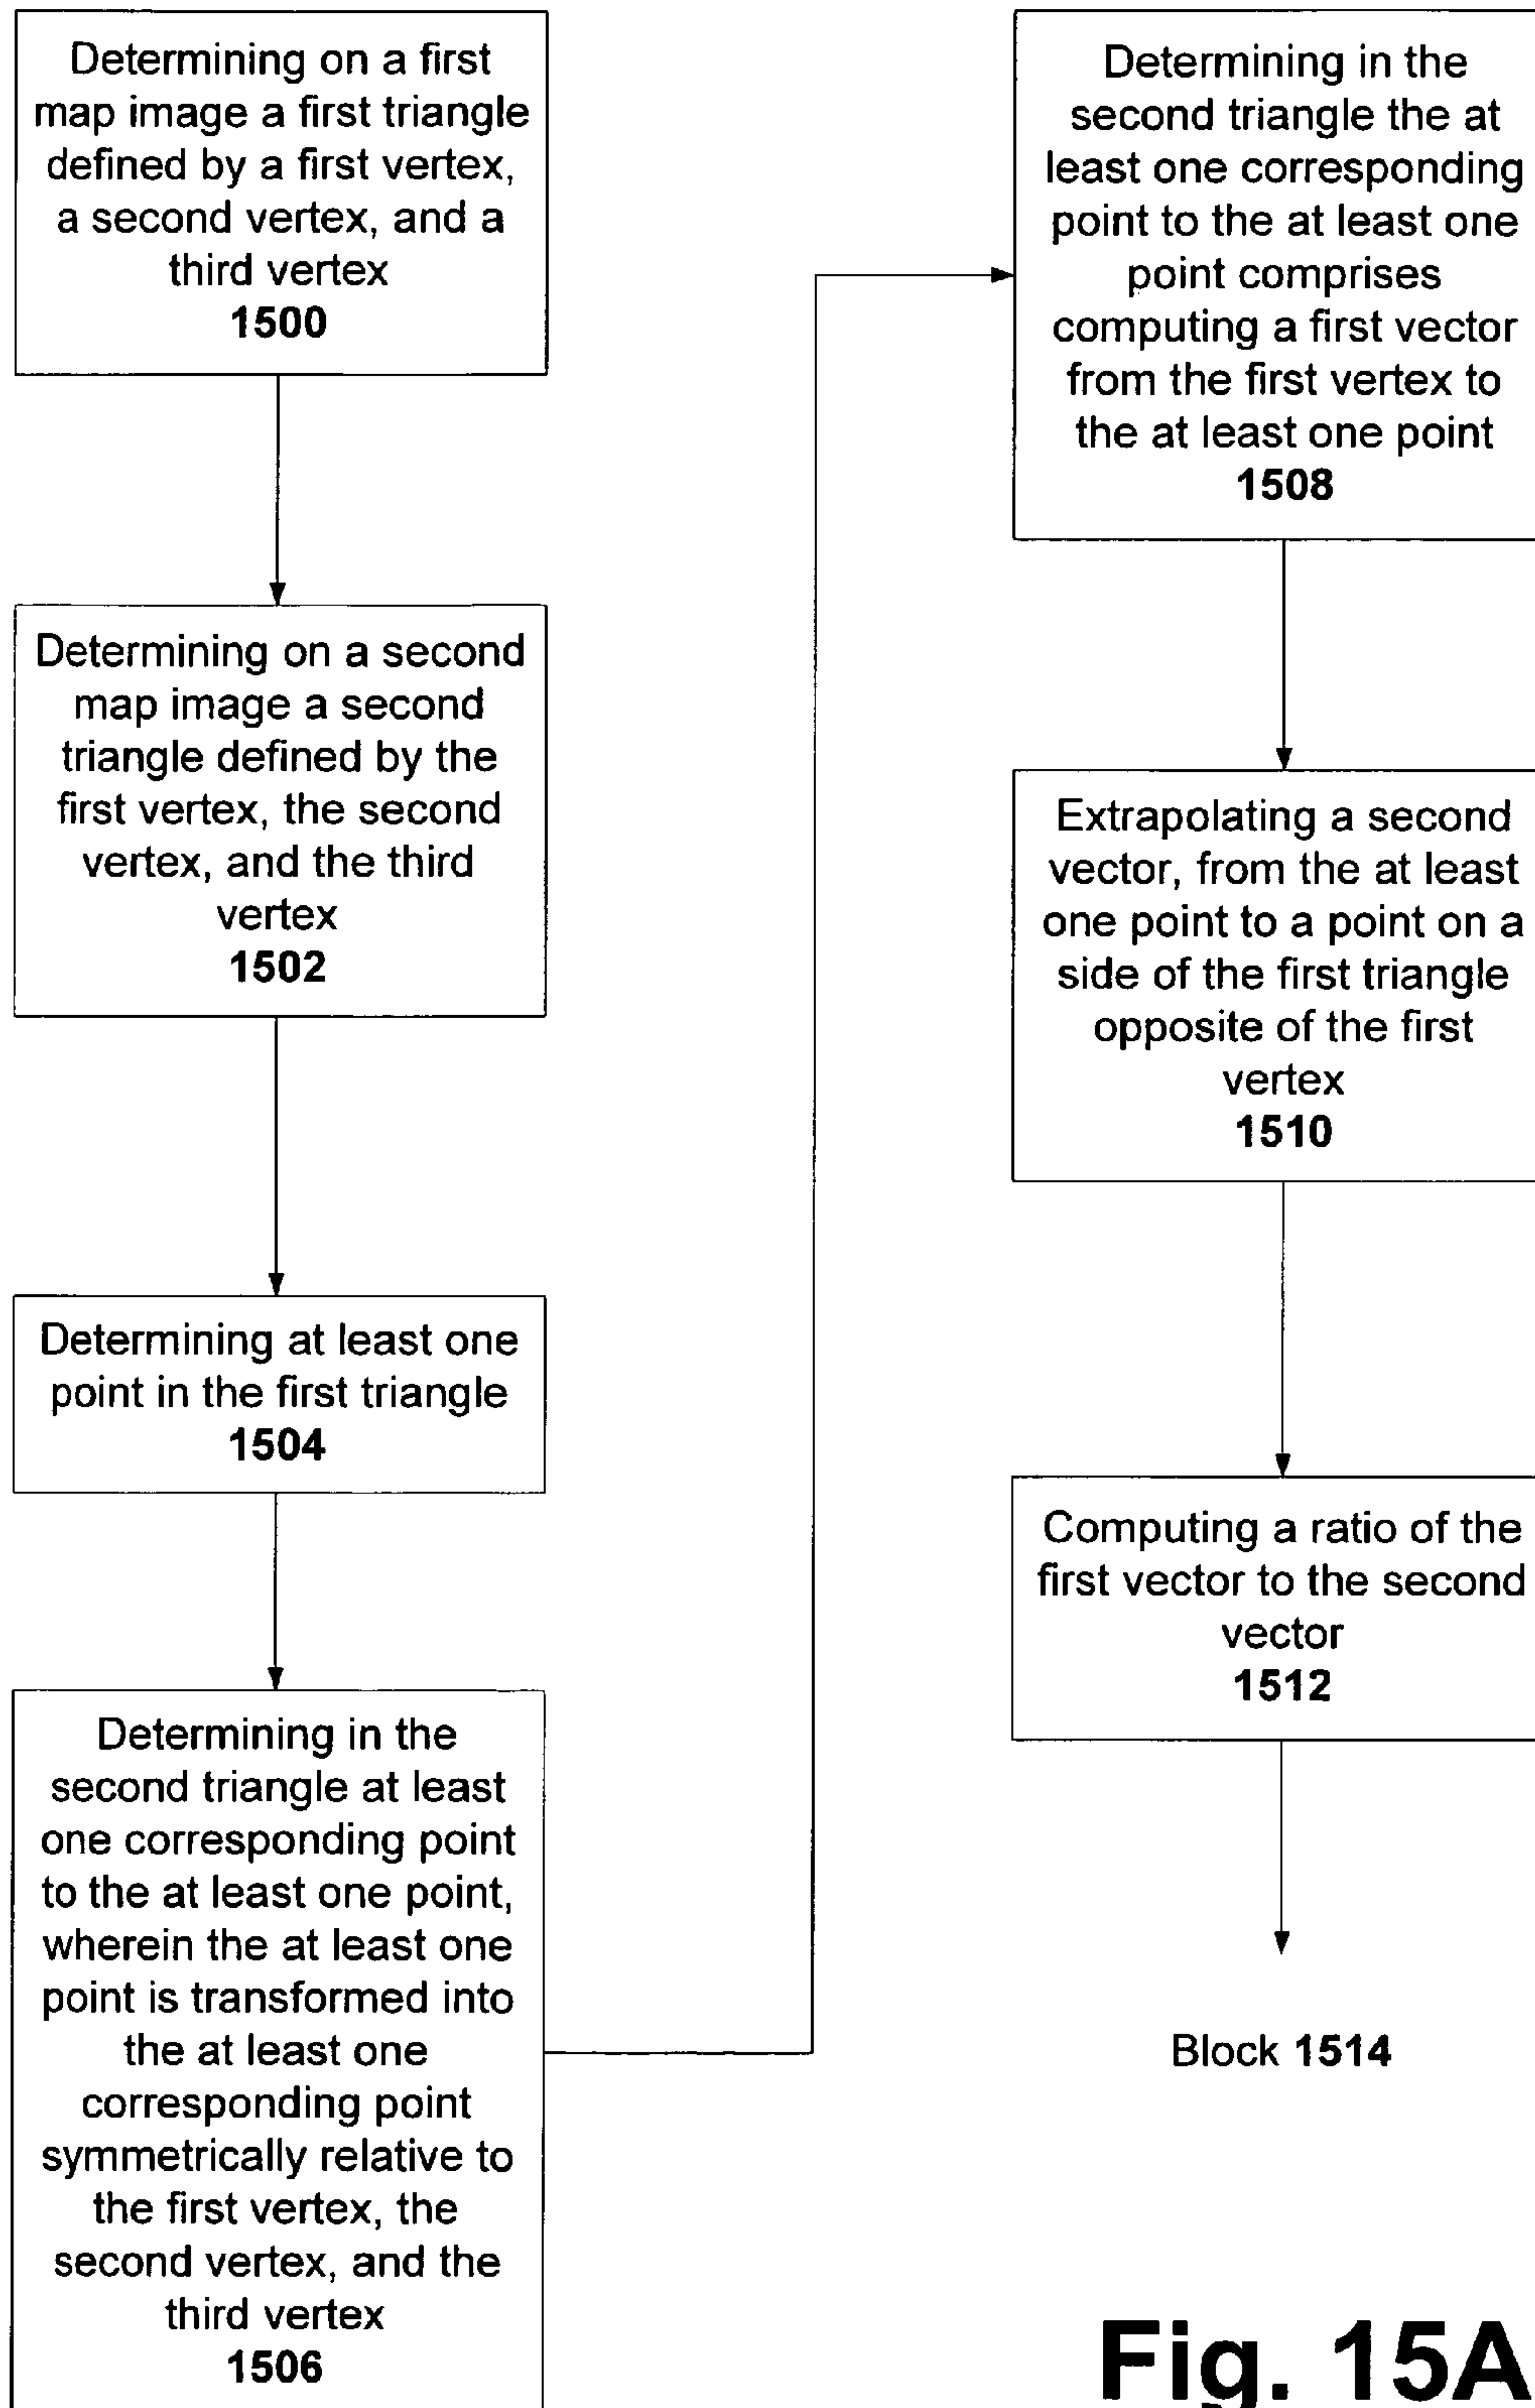 Determining on a first
map image a first triangle
defined by a first vertex,
a second vertex, and a
third vertex
1500
Determining on a second
map image a second
triangle defined by the
first vertex, the second
vertex, and the third
vertex
1502
Determining at least one
point in the first triangle
1504
Determining in the
second triangle at least
one corresponding point
to the at least one point,
wherein the at least one
point is transformed into
the at least one
corresponding point
symmetrically relative to
the first vertex, the
second vertex, and the
third vertex
1506
Determining in the
second triangle the at
least one corresponding
point to the at least one
point comprises
computing a first vector
from the first vertex to
the at least one point
1508
Extrapolating a second
vector, from the at least
one point to a point on a
side of the first triangle
opposite of the first
vertex
1510
Computing a ratio of the
first vector to the second
vector
1512
Block 1514
Fig. 15A